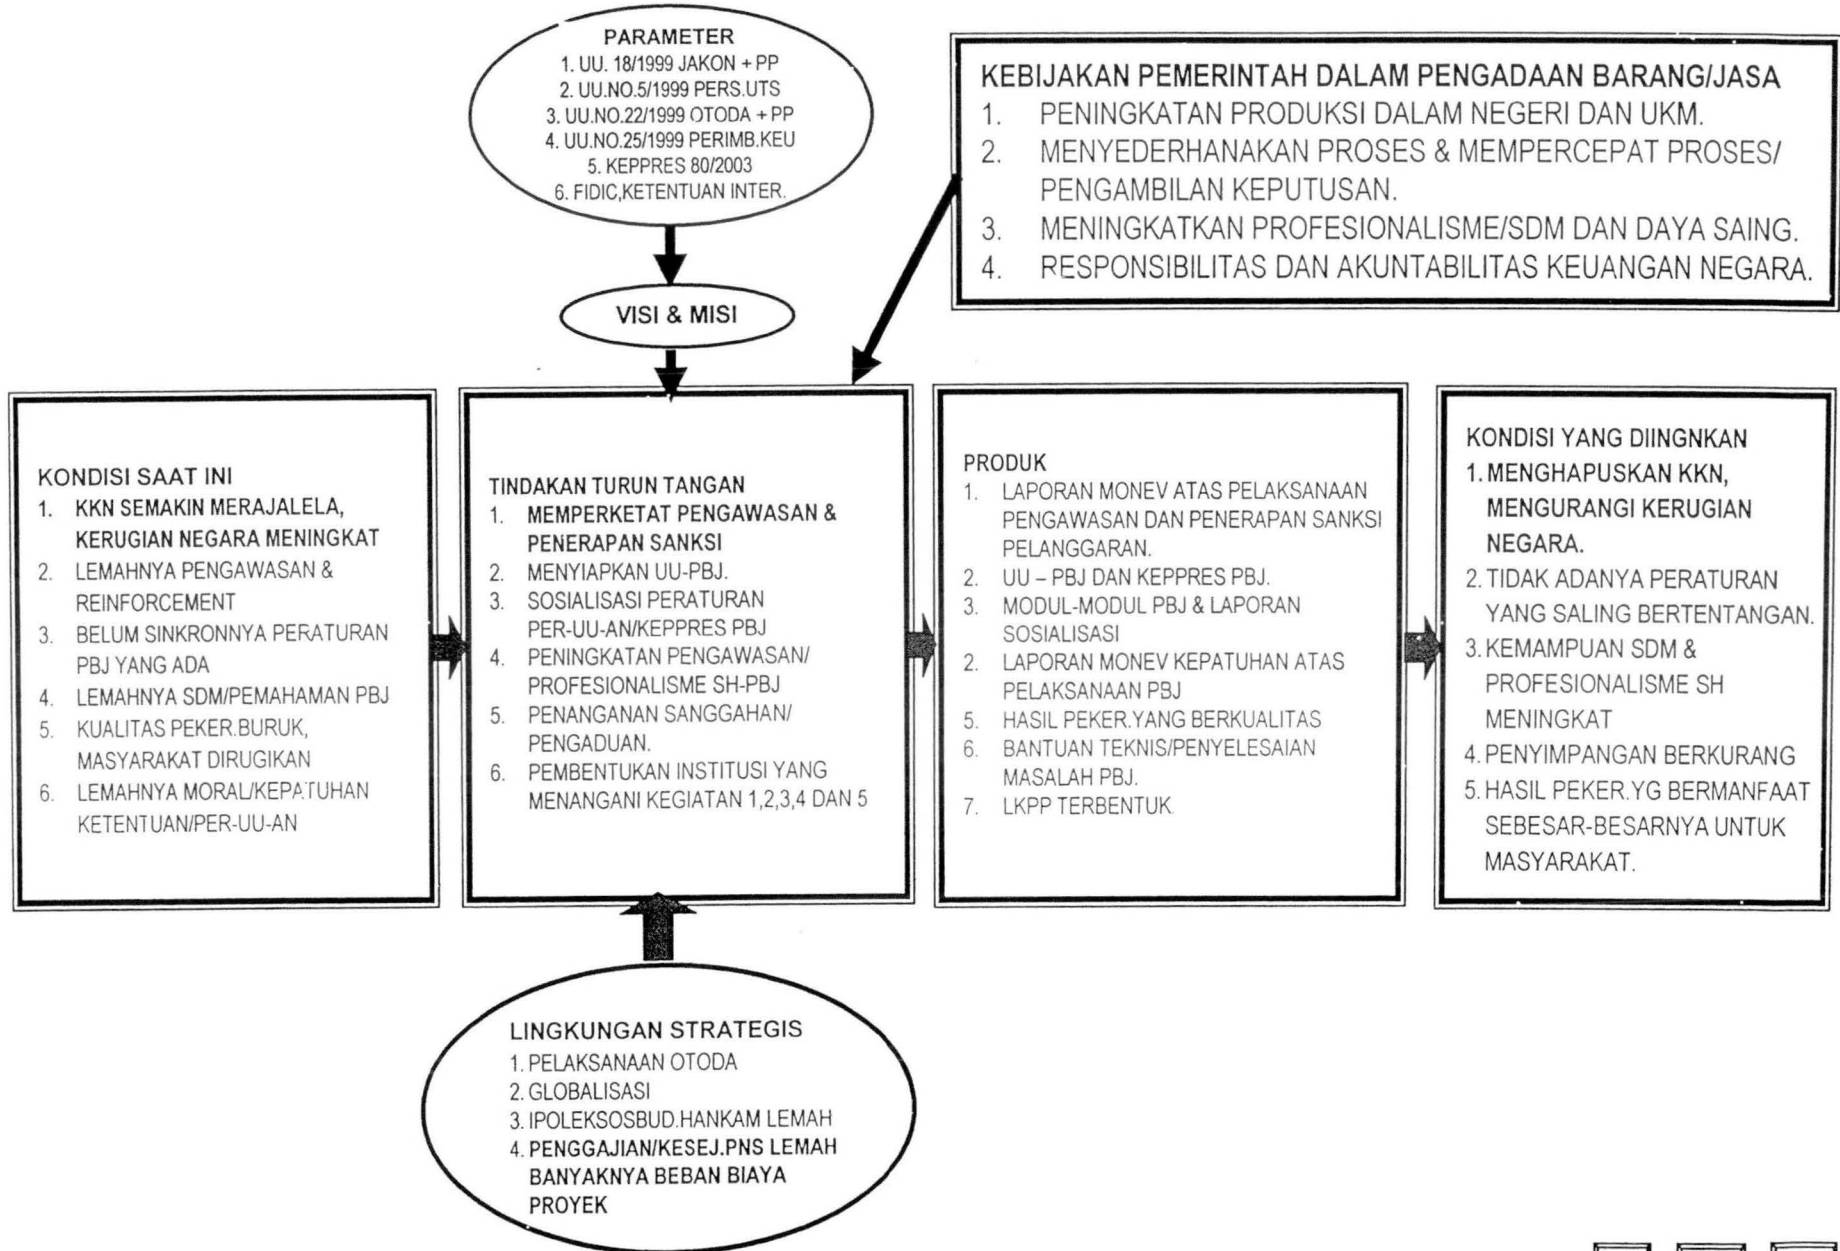 PARAMETER
1. UU. 18/1999 JAKON + PP
2. UU.NO.5/1999 PERS.UTS
3. UU.NO.22/1999 OTODA + PP
4. UU.NO.25/1999 PERIMB.KEU
5. KEPPRES 80/2003
6. FIDIC,KETENTUAN INTER.
VISI & MISI
KEBIJAKAN PEMERINTAH DALAM PENGADAAN BARANG/JASA
1. PENINGKATAN PRODUKSI DALAM NEGERI DAN UKM.
2. MENYEDERHANAKAN PROSES & MEMPERCEPAT PROSES/
PENGAMBILAN KEPUTUSAN.
3. MENINGKATKAN PROFESIONALISME/SDM DAN DAYA SAING.
4. RESPONSIBILITAS DAN AKUNTABILITAS KEUANGAN NEGARA.
KONDISI SAAT INI
1. KKN SEMAKIN MERAJALELA,
KERUGIAN NEGARA MENINGKAT
2. LEMAHNYA PENGAWASAN &
REINFORCEMENT
3. BELUM SINKRONNYA PERATURAN
PBJ YANG ADA
4. LEMAHNYA SDM/PEMAHAMAN PBJ
5. KUALITAS PEKER.BURUK,
MASYARAKAT DIRUGIKAN
6. LEMAHNYA MORAL/KEPATUHAN
KETENTUAN/PER-UU-AN
TINDAKAN TURUN TANGAN
1. MEMPERKETAT PENGAWASAN &
PENERAPAN SANKSI
2. MENYIAPKAN UU-PBJ.
3. SOSIALISASI PERATURAN
PER-UU-AN/KEPPRES PBJ
4. PENINGKATAN PENGAWASAN/
PROFESIONALISME SH-PBJ
5. PENANGANAN SANGGAHAN/
PENGADUAN.
6. PEMBENTUKAN INSTITUSI YANG
MENANGANI KEGIATAN 1,2,3,4 DAN 5
PRODUK
1. LAPORAN MONEV ATAS PELAKSANAAN
PENGAWASAN DAN PENERAPAN SANKSI
PELANGGARAN.
2. UU – PBJ DAN KEPPRES PBJ.
3. MODUL-MODUL PBJ & LAPORAN
SOSIALISASI
2. LAPORAN MONEV KEPATUHAN ATAS
PELAKSANAAN PBJ
5. HASIL PEKER.YANG BERKUALITAS
6. BANTUAN TEKNIS/PENYELESAIAN
MASALAH PBJ.
7. LKPP TERBENTUK
KONDISI YANG DIINGNKAN
1. MENGHAPUSKAN KKN,
MENGURANGI KERUGIAN
NEGARA.
2. TIDAK ADANYA PERATURAN
YANG SALING BERTENTANGAN.
3. KEMAMPUAN SDM &
PROFESIONALISME SH
MENINGKAT
4. PENYIMPANGAN BERKURANG
5. HASIL PEKER.YG BERMANFAAT
SEBESAR-BESARNYA UNTUK
MASYARAKAT.
LINGKUNGAN STRATEGIS
1. PELAKSANAAN OTODA
2. GLOBALISASI
3. IPOLEKSOSBUD.HANKAM LEMAH
4. PENGGAJIAN/KESEJ.PNS LEMAH
BANYAKNYA BEBAN BIAYA
PROYEK